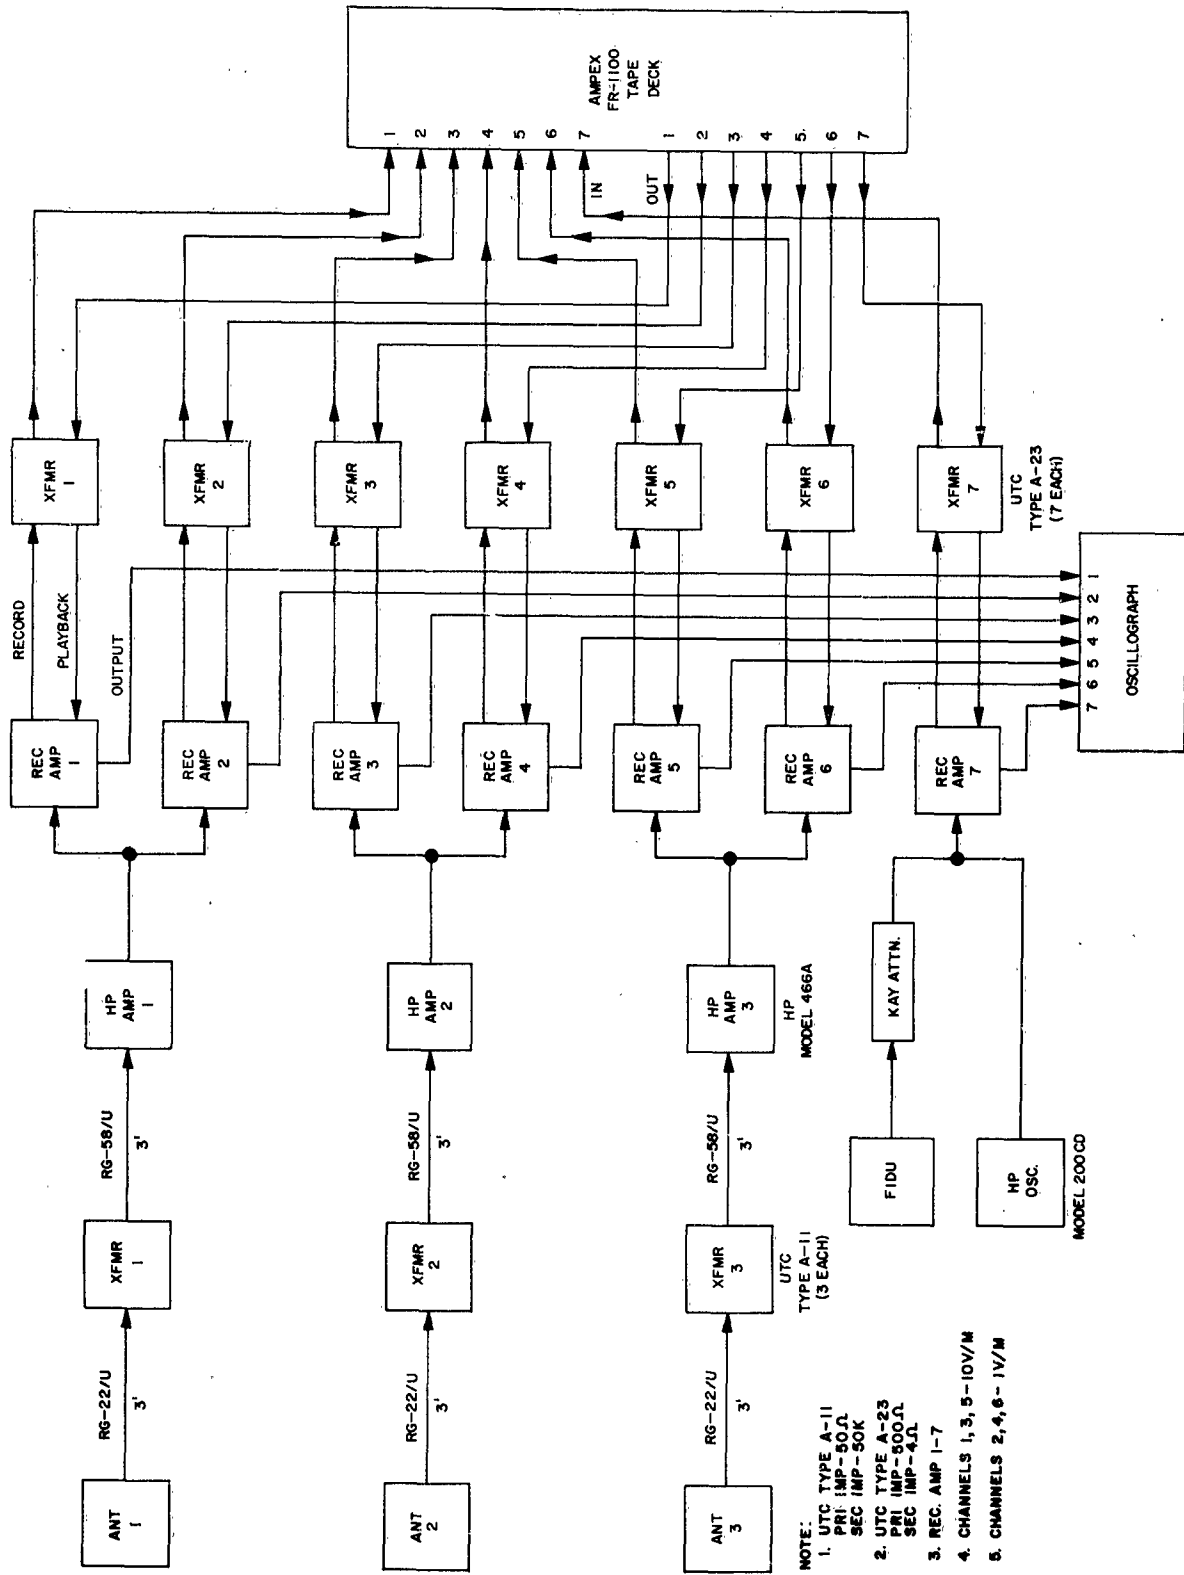 ANT
1
RG-22/U
3'
XFMR
1
RG-58/U
3'
HP
AMP
1
REC
AMP
1
RECORD
PLAYBACK
OUTPUT
XFMR
1
REC
AMP
2
XFMR
2
ANT
2
RG-22/U
3'
XFMR
2
RG-58/U
3'
HP
AMP
2
REC
AMP
3
XFMR
3
REC
AMP
4
XFMR
4
ANT
3
RG-22/U
3'
XFMR
3
UTC
TYPE A-11
(3 EACH)
RG-58/U
3'
HP
AMP
3
HP
MODEL 466A
REC
AMP
5
XFMR
5
REC
AMP
6
XFMR
6
FIDU
KAY ATTN.
HP
OSC.
MODEL 200CD
REC
AMP
7
XFMR
7
UTC
TYPE A-23
(7 EACH)
AMPEX
FR-1100
TAPE
DECK
1
2
3
4
5
6
7
IN
OUT
1
2
3
4
5.
6
7
7 6 5 4 3 2 1
OSCILLOGRAPH
NOTE:
1. UTC TYPE A-11
PRI IMP-50Ω
SEC IMP-50K
2. UTC TYPE A-23
PRI IMP-500Ω
SEC IMP-4Ω
3. REC. AMP 1-7
4. CHANNELS 1, 3, 5-10V/M
5. CHANNELS 2, 4, 6- 1V/M